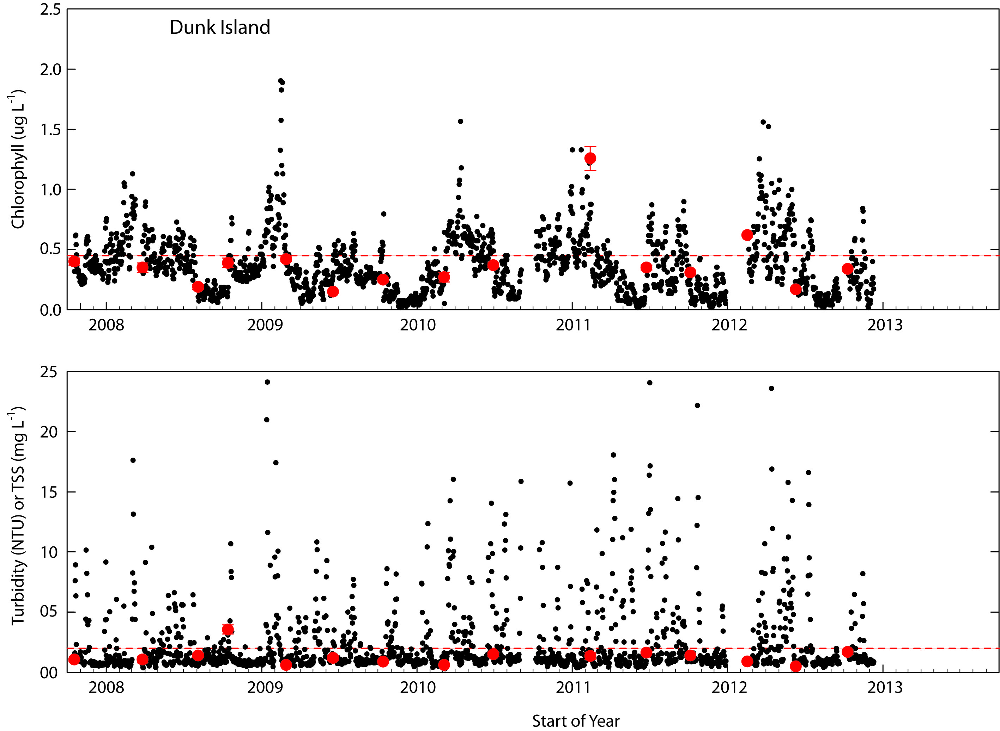 Dunk Island
Chlorophyll (ug L-1)
2.5
2.0
1.5
1.0
0.5
0.0
2008 2009 2010 2011 2012 2013
Turbidity (NTU) or TSS (mg L-1)
25
20
15
10
05
00
2008 2009 2010 2011 2012 2013
Start of Year